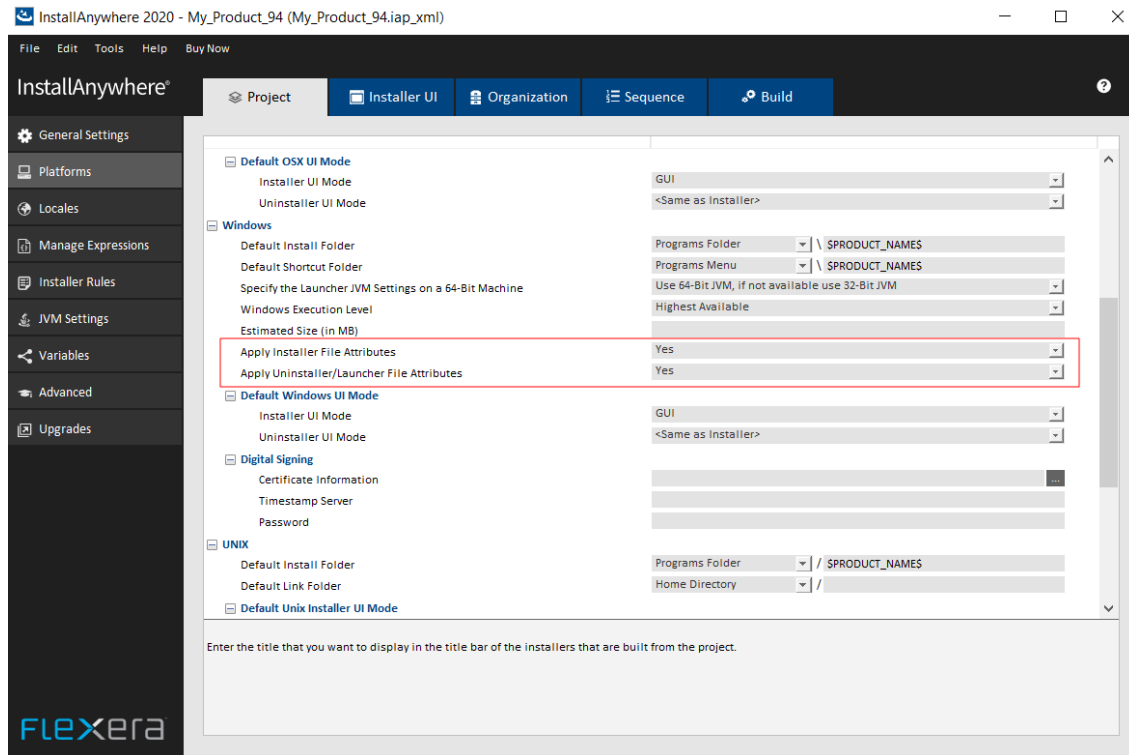 InstallAnywhere 2020 - My_Product_94 (My_Product_94.iap_xml)
File Edit Tools Help Buy Now
InstallAnywhere®
Project Installer UI Organization Sequence Build
General Settings
Platforms
Locales
Manage Expressions
Installer Rules
JVM Settings
Variables
Advanced
Upgrades
Default OSX UI Mode
Installer UI Mode GUI
Uninstaller UI Mode <Same as Installer>
Windows
Default Install Folder Programs Folder \ $PRODUCT_NAME$
Default Shortcut Folder Programs Menu \ $PRODUCT_NAME$
Specify the Launcher JVM Settings on a 64-Bit Machine Use 64-Bit JVM, if not available use 32-Bit JVM
Windows Execution Level Highest Available
Estimated Size (in MB)
Apply Installer File Attributes Yes
Apply Uninstaller/Launcher File Attributes Yes
Default Windows UI Mode
Installer UI Mode GUI
Uninstaller UI Mode <Same as Installer>
Digital Signing
Certificate Information ...
Timestamp Server
Password
UNIX
Default Install Folder Programs Folder / $PRODUCT_NAME$
Default Link Folder Home Directory /
Default Unix Installer UI Mode
Enter the title that you want to display in the title bar of the installers that are built from the project.
FLEXERA